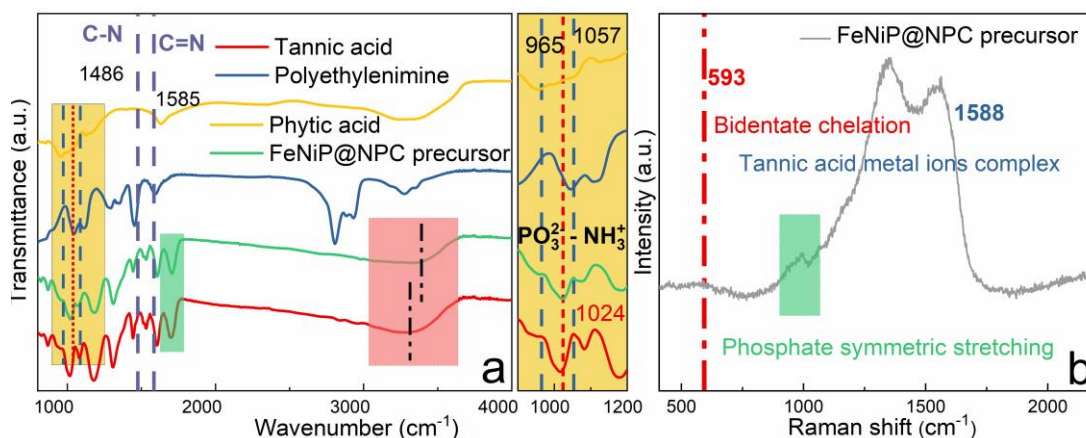 C-N
C=N
1486
1585
Tannic acid
Polyethylenimine
Phytic acid
FeNiP@NPC precursor
Transmittance (a.u.)
a
1000 2000 3000 4000
Wavenumber (cm-1)
965
1057
PO₃²⁻ - NH₃⁺
1024
1000 1200
FeNiP@NPC precursor
593
1588
Bidentate chelation
Tannic acid metal ions complex
Phosphate symmetric stretching
Intensity (a.u.)
b
500 1000 1500 2000
Raman shift (cm-1)